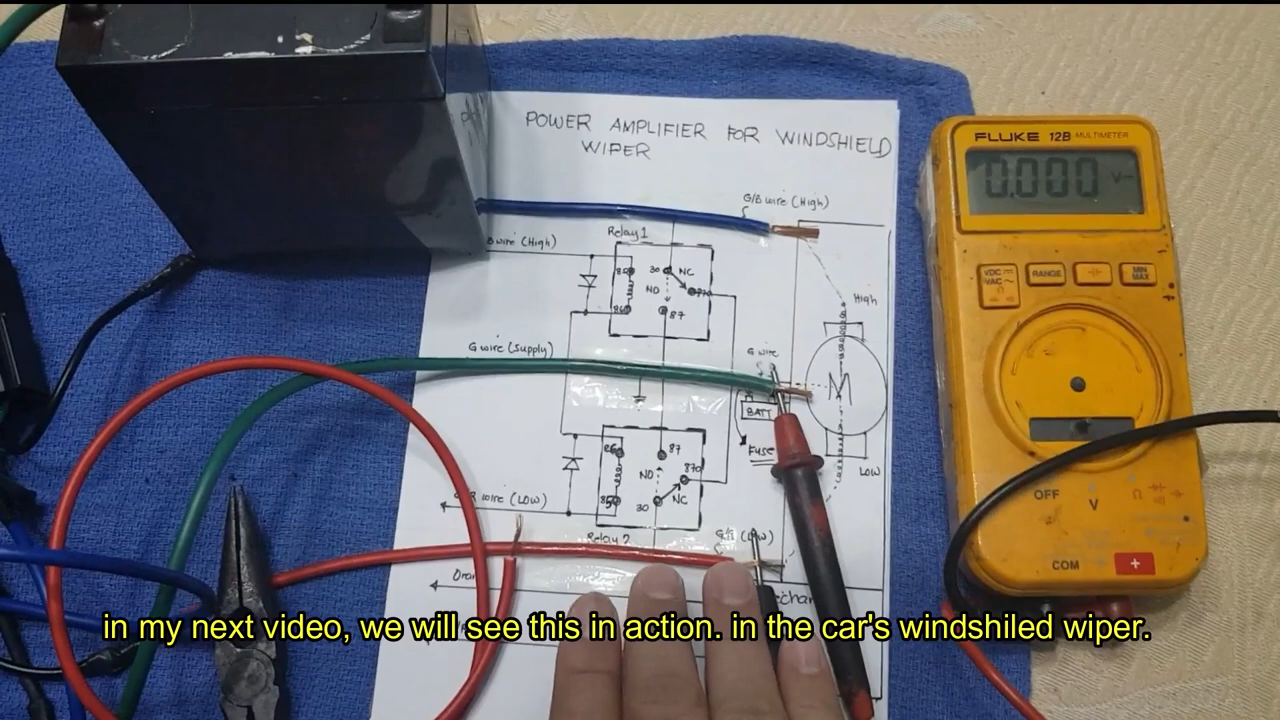 POWER AMPLIFIER FOR WINDSHIELD
WIPER
FLUKE 12B MULTIMETER
0.000 V
VDC
VAC
Ω
RANGE
MIN
MAX
OFF
V
Ω
COM
+
G/B wire (High)
wire (High)
Relay 1
85
30
NC
NO
86
87
High
G wire (Supply)
G wire
M
BATT
Fuse
LOW
86
87
87a
NO
NC
85
30
wire (LOW)
Relay 2
in my next video, we will see this in action. in the car's windshiled wiper.